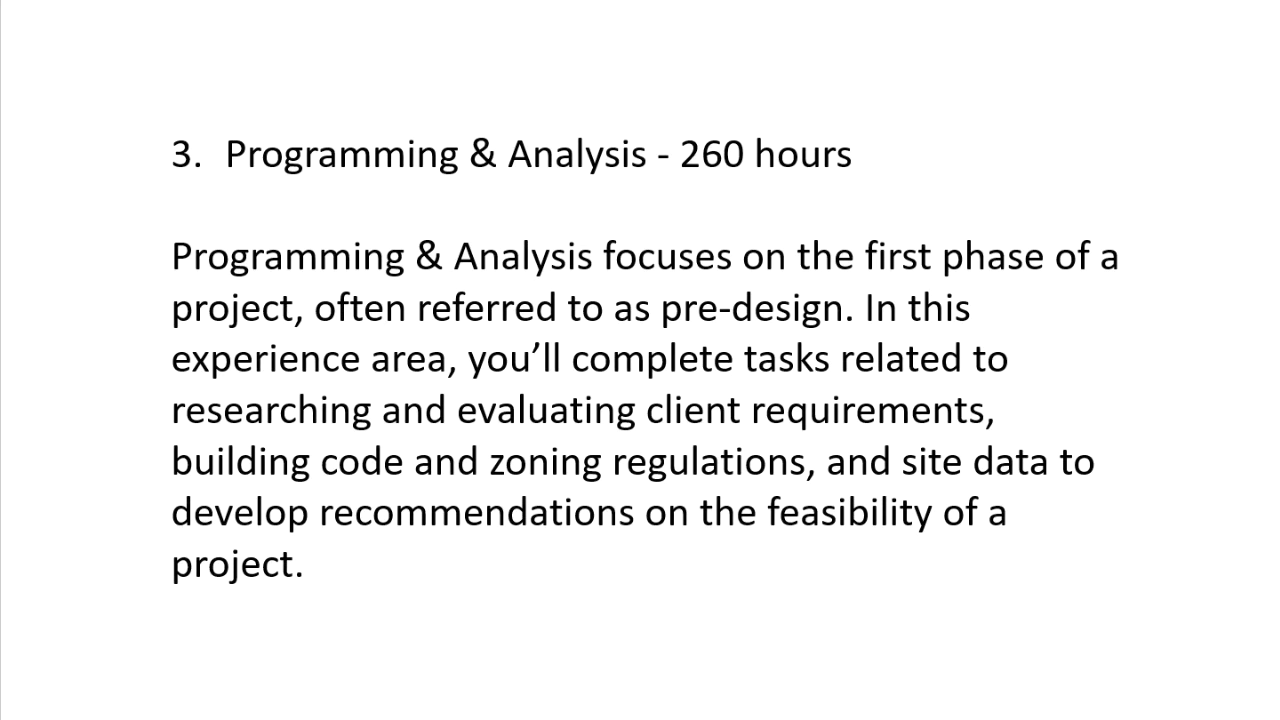 3. Programming & Analysis - 260 hours
Programming & Analysis focuses on the first phase of a
project, often referred to as pre-design. In this
experience area, you’ll complete tasks related to
researching and evaluating client requirements,
building code and zoning regulations, and site data to
develop recommendations on the feasibility of a
project.